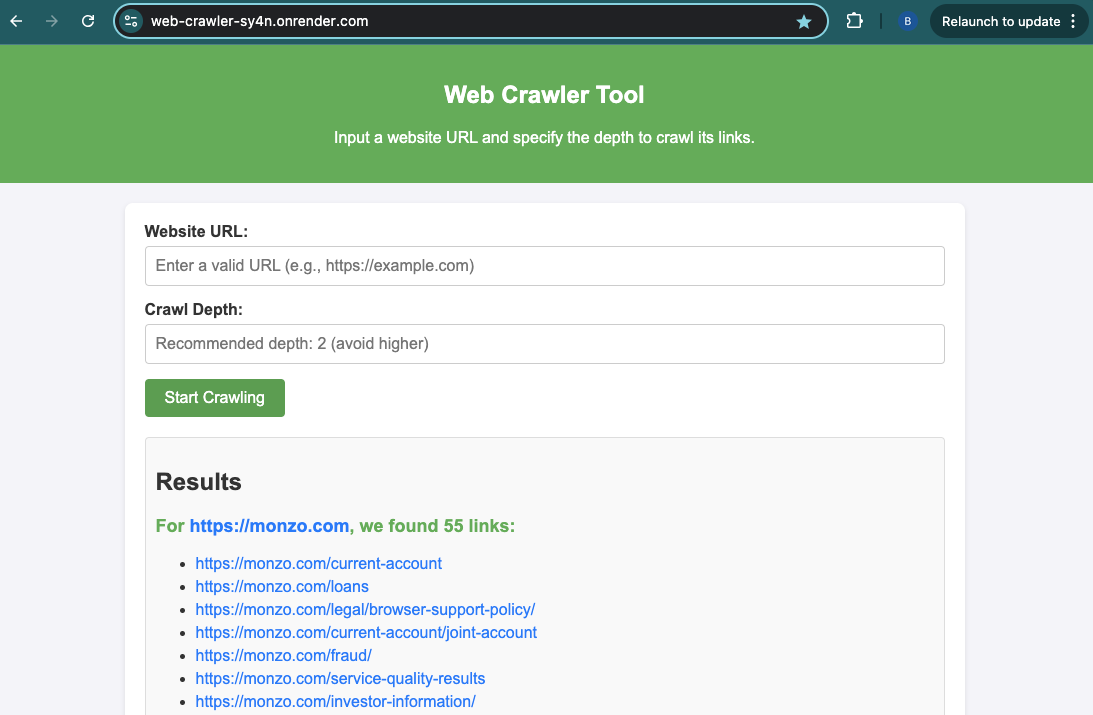 web-crawler-sy4n.onrender.com
B
Relaunch to update
Web Crawler Tool
Input a website URL and specify the depth to crawl its links.
Website URL:
Enter a valid URL (e.g., https://example.com)
Crawl Depth:
Recommended depth: 2 (avoid higher)
Start Crawling
Results
For https://monzo.com, we found 55 links:
https://monzo.com/current-account
https://monzo.com/loans
https://monzo.com/legal/browser-support-policy/
https://monzo.com/current-account/joint-account
https://monzo.com/fraud/
https://monzo.com/service-quality-results
https://monzo.com/investor-information/